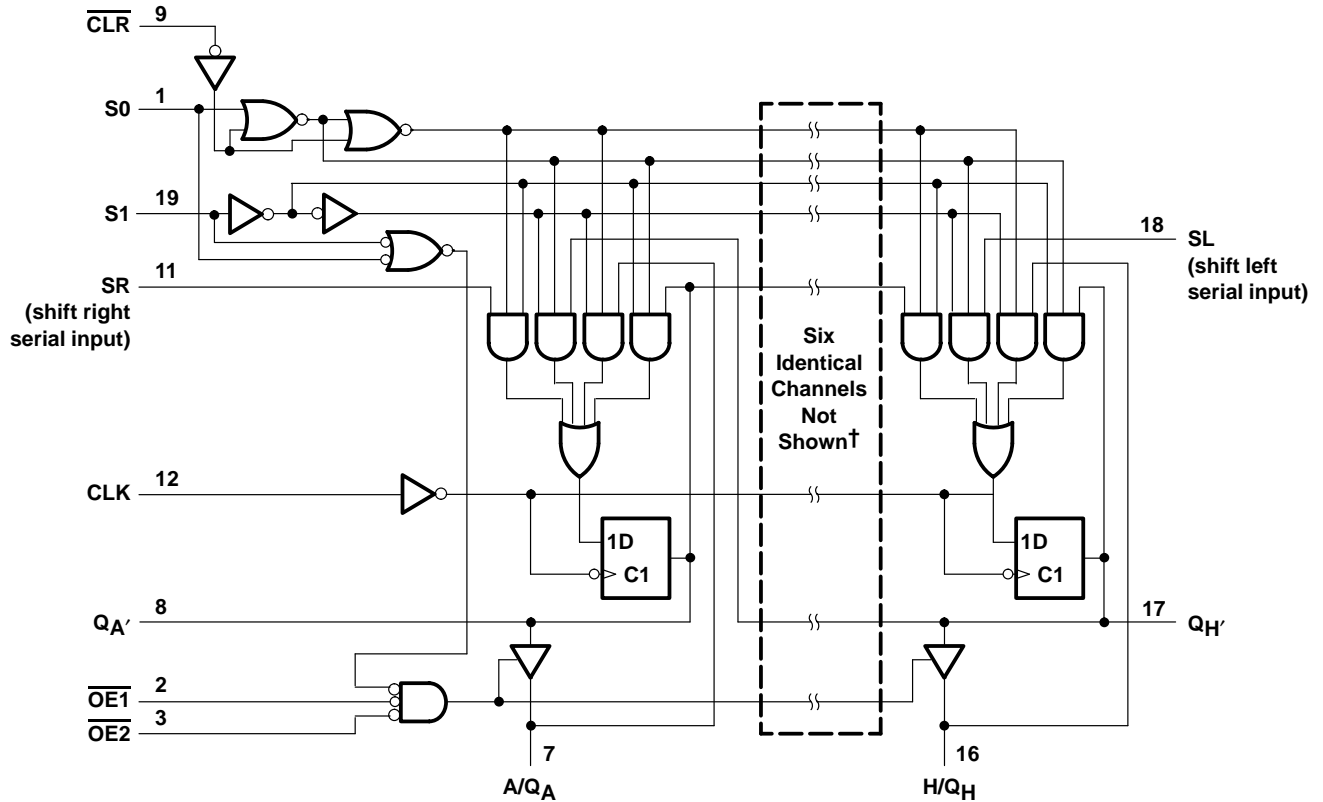 CLR 9
S0 1
S1 19
SR 11
(shift right
serial input)
18 SL
(shift left
serial input)
Six
Identical
Channels
Not
Shown†
CLK 12
1D
C1
1D
C1
QA′ 8
17 QH′
OE1 2
OE2 3
7
A/QA
16
H/QH